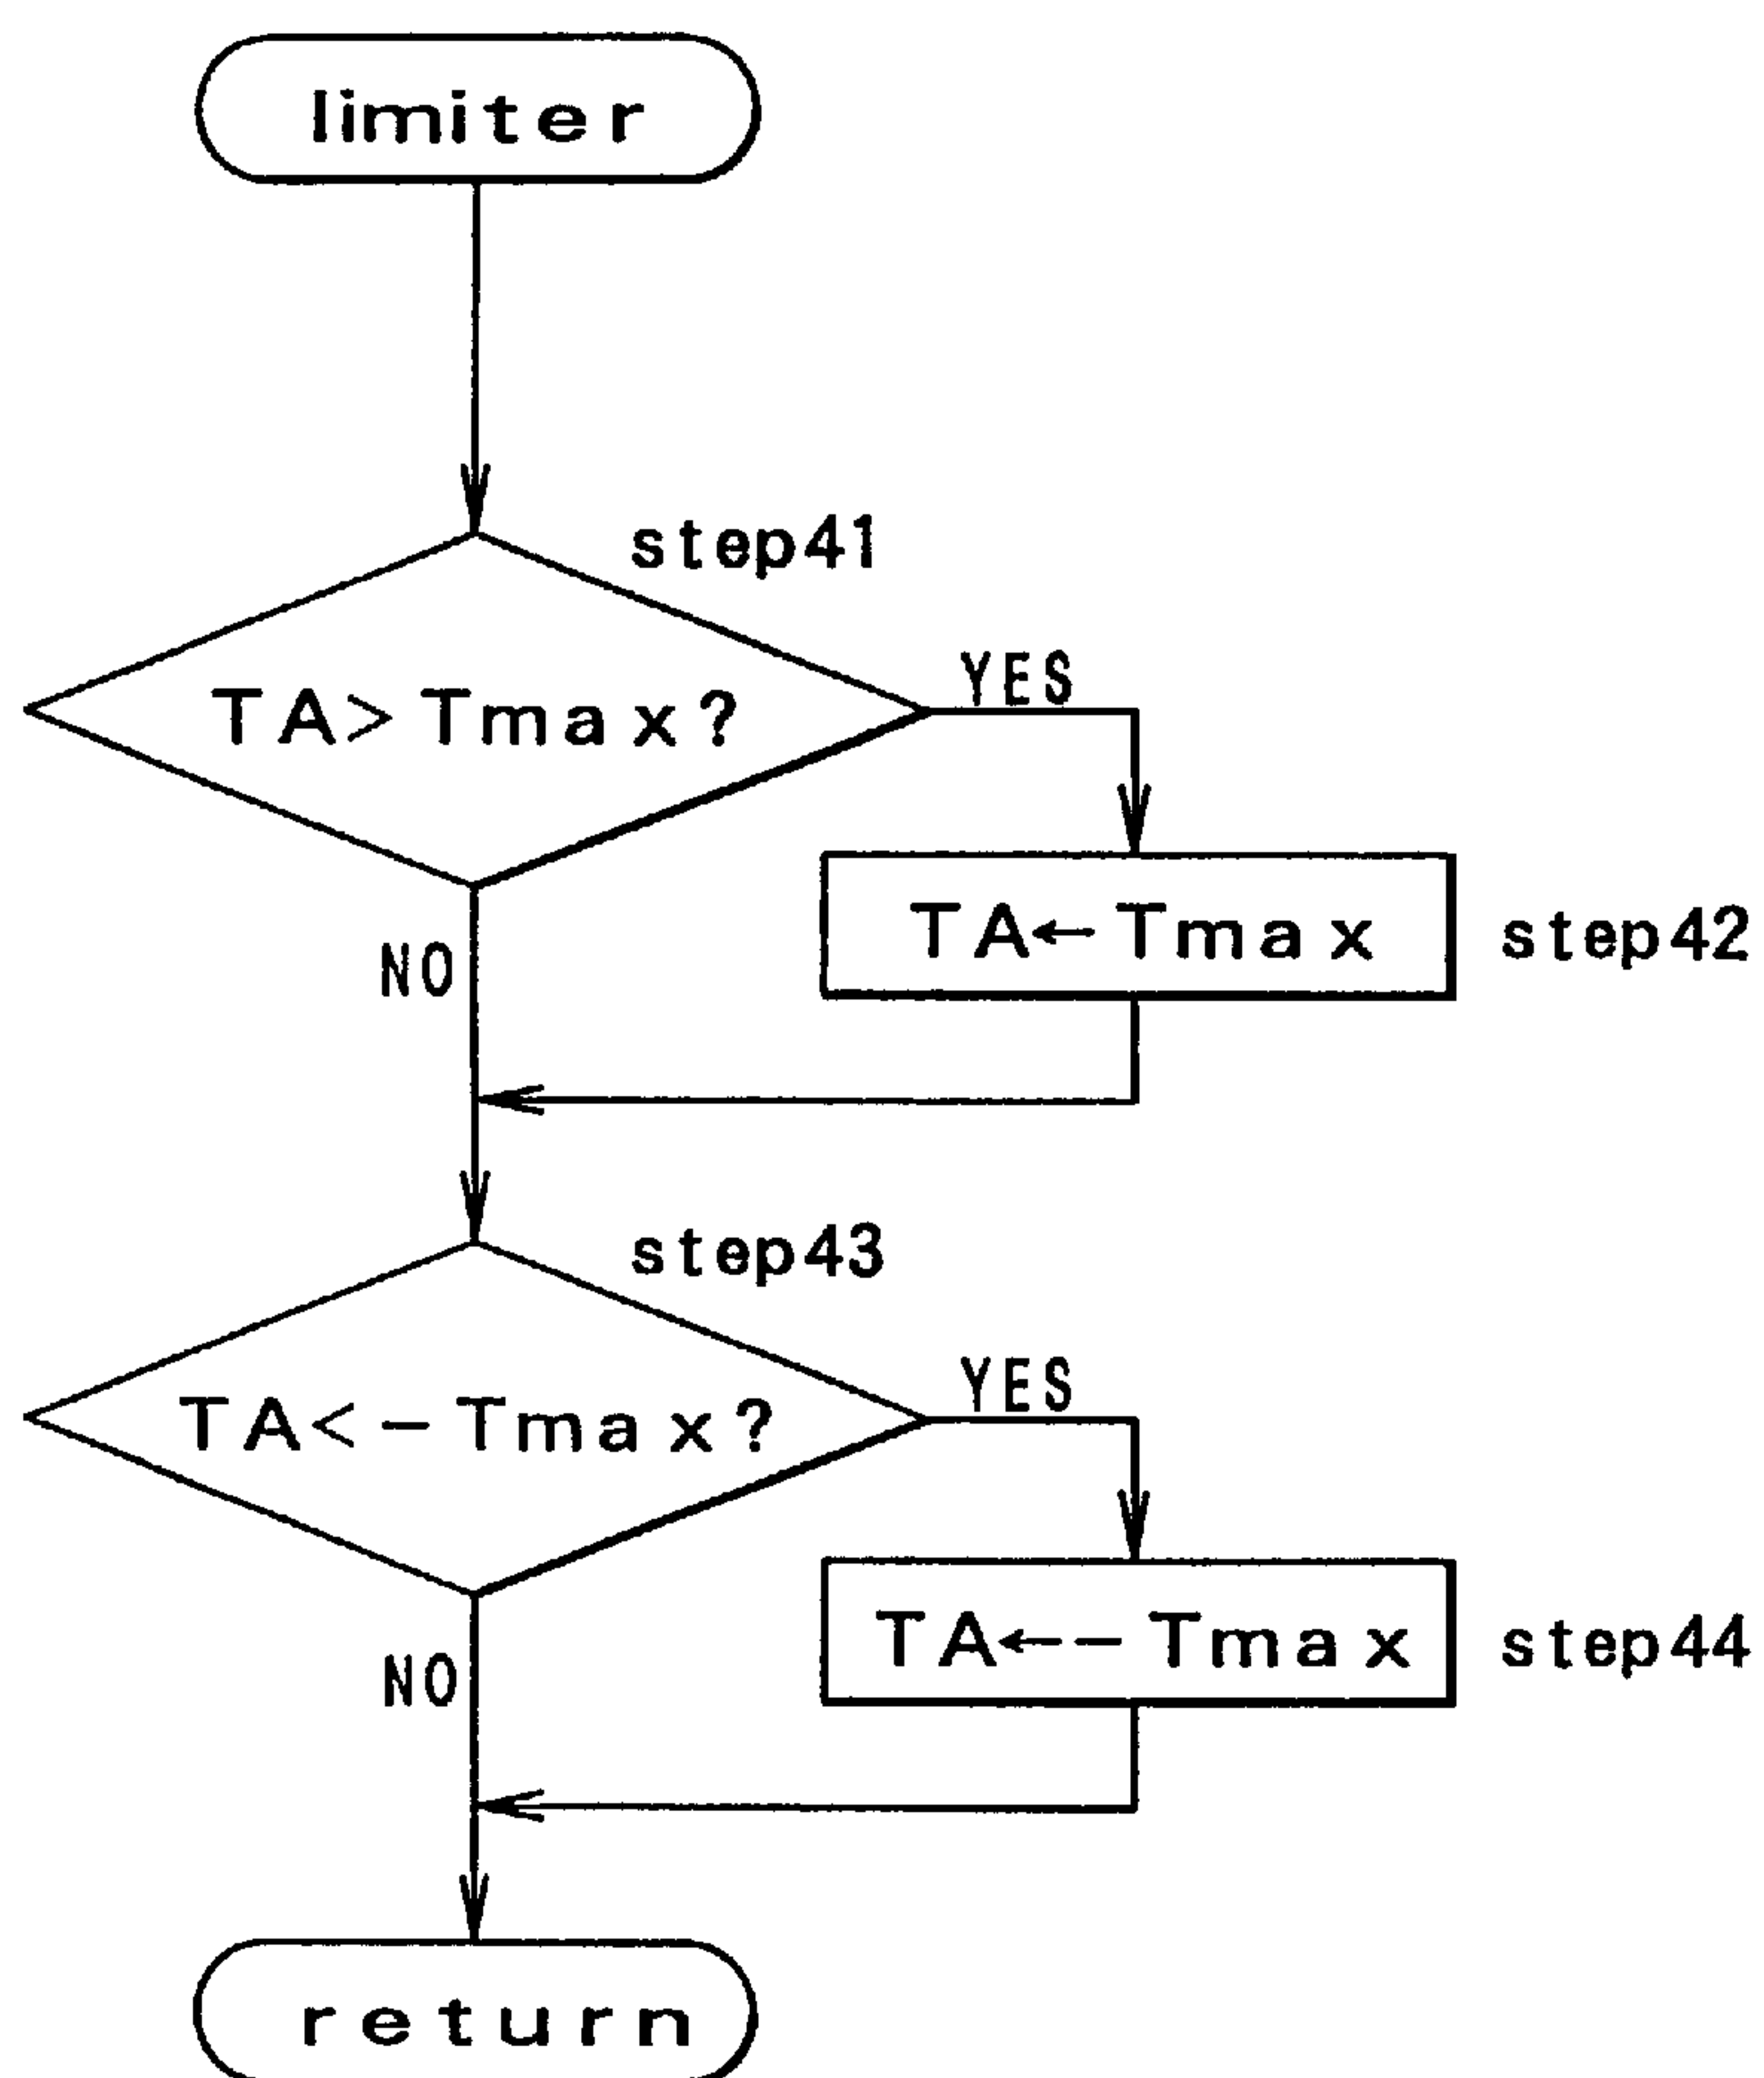 limiter
step41
TA>Tmax?
YES
TA←Tmax
step42
NO
step43
TA<-Tmax?
YES
TA←-Tmax
step44
NO
return